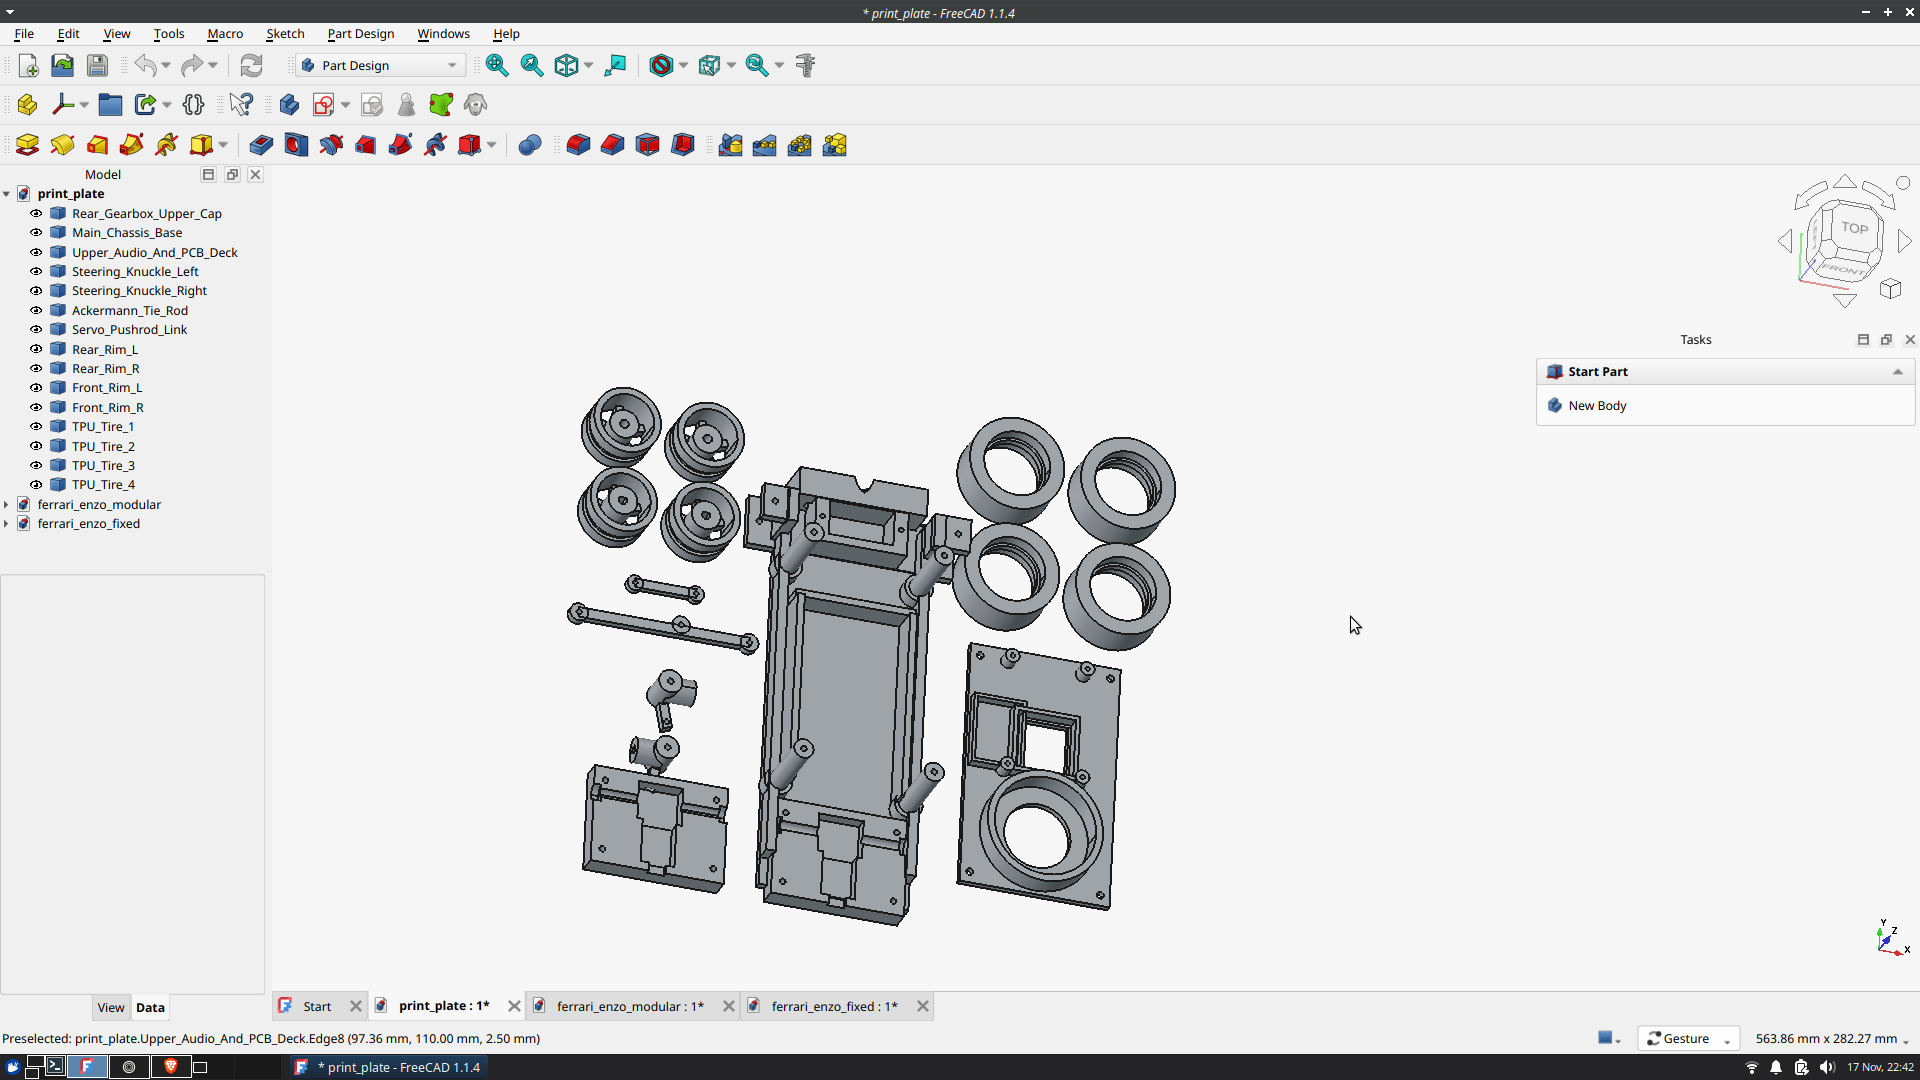 * print_plate - FreeCAD 1.1.4
File Edit View Tools Macro Sketch Part Design Windows Help
Part Design
Model
print_plate
Rear_Gearbox_Upper_Cap
Main_Chassis_Base
Upper_Audio_And_PCB_Deck
Steering_Knuckle_Left
Steering_Knuckle_Right
Ackermann_Tie_Rod
Servo_Pushrod_Link
Rear_Rim_L
Rear_Rim_R
Front_Rim_L
Front_Rim_R
TPU_Tire_1
TPU_Tire_2
TPU_Tire_3
TPU_Tire_4
ferrari_enzo_modular
ferrari_enzo_fixed
TOP
FRONT
Tasks
Start Part
New Body
Y
Z
X
View Data
Start print_plate : 1* ferrari_enzo_modular : 1* ferrari_enzo_fixed : 1*
Preselected: print_plate.Upper_Audio_And_PCB_Deck.Edge8 (97.36 mm, 110.00 mm, 2.50 mm)
Gesture 563.86 mm x 282.27 mm
* print_plate - FreeCAD 1.1.4
17 Nov, 22:42